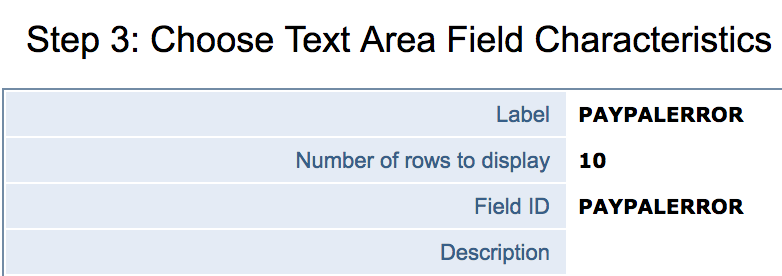 Step 3: Choose Text Area Field Characteristics
Label PAYPALERROR
Number of rows to display 10
Field ID PAYPALERROR
Description